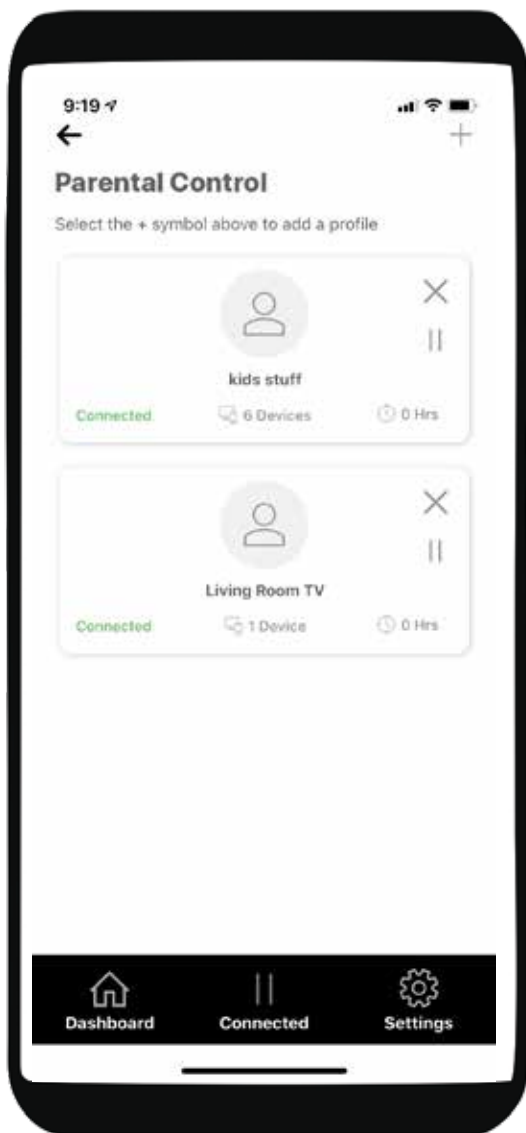 9:19
Parental Control
Select the + symbol above to add a profile
kids stuff
Connected 6 Devices 0 Hrs
Living Room TV
Connected 1 Device 0 Hrs
Dashboard Connected Settings